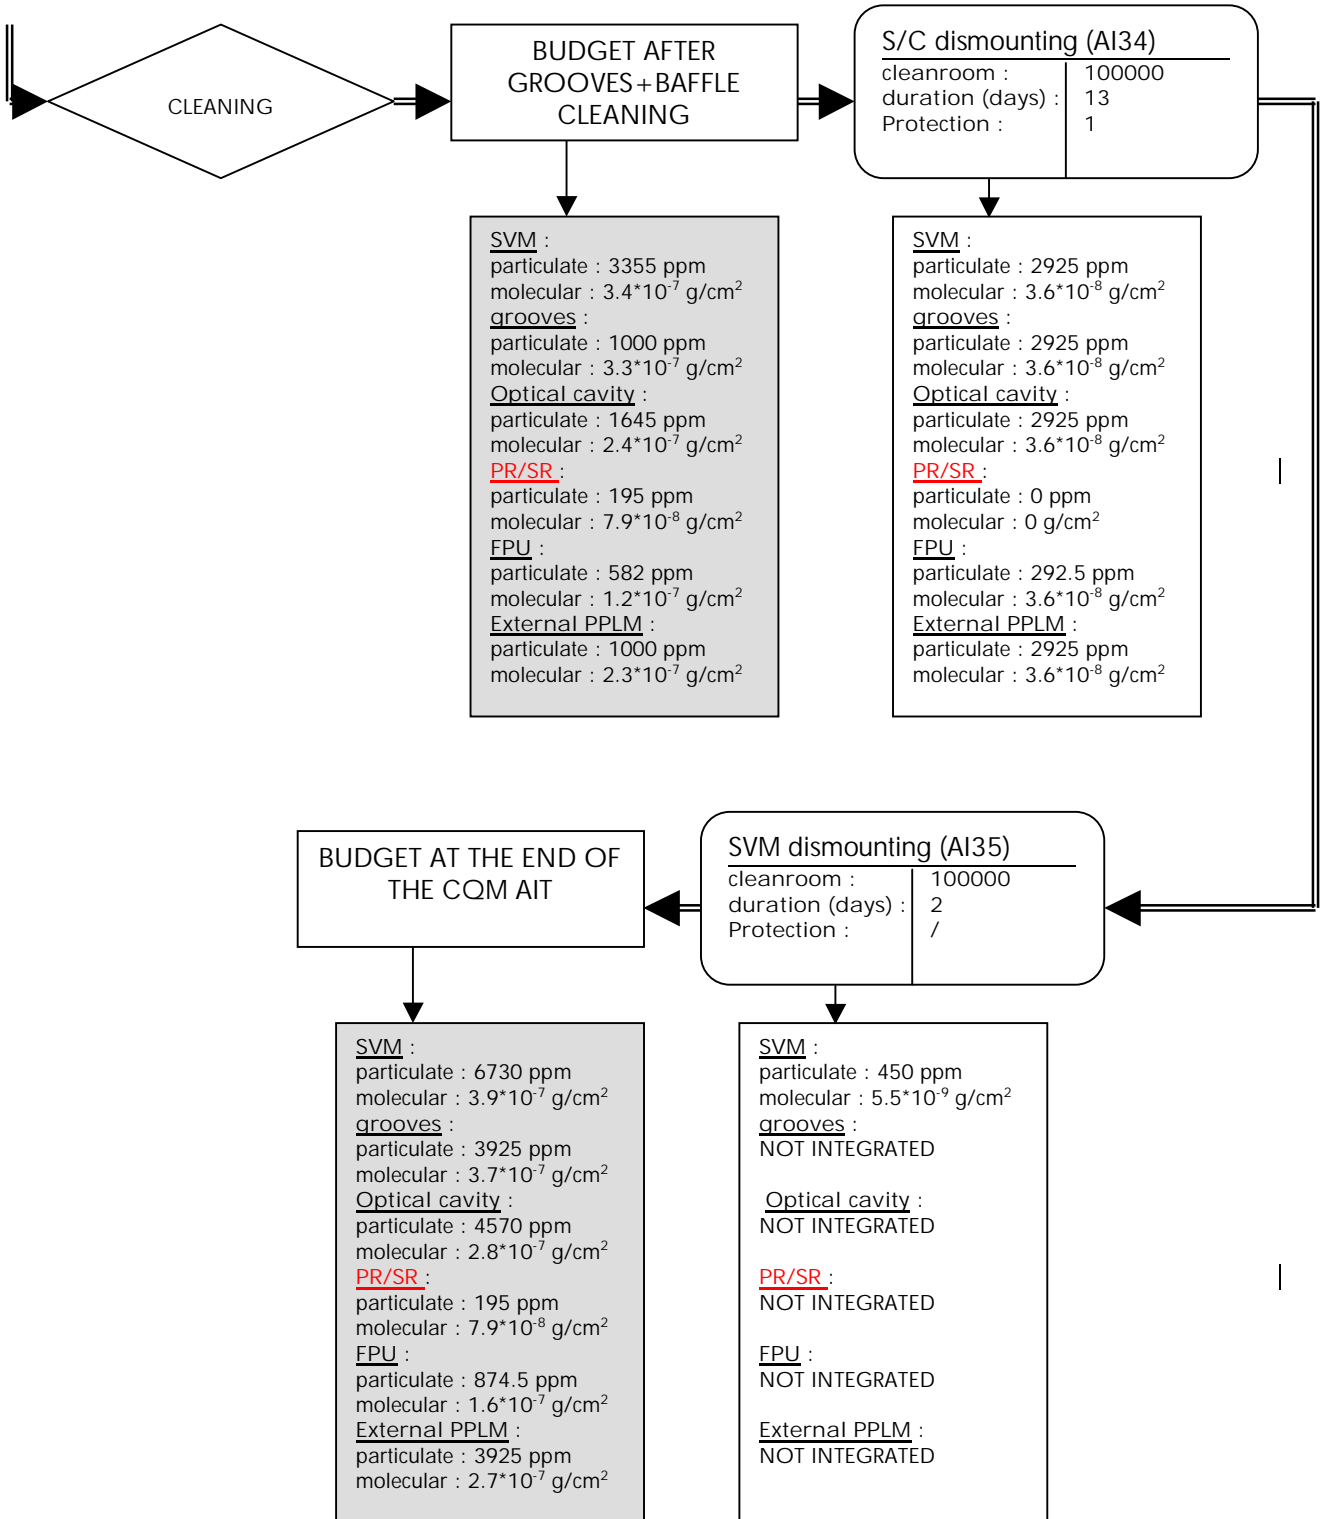 CLEANING
BUDGET AFTER
GROOVES+BAFFLE
CLEANING
S/C dismounting (AI34)
cleanroom : 100000
duration (days) : 13
Protection : 1
SVM :
particulate : 3355 ppm
molecular : 3.4*10⁻⁷ g/cm²
grooves :
particulate : 1000 ppm
molecular : 3.3*10⁻⁷ g/cm²
Optical cavity :
particulate : 1645 ppm
molecular : 2.4*10⁻⁷ g/cm²
PR/SR :
particulate : 195 ppm
molecular : 7.9*10⁻⁸ g/cm²
FPU :
particulate : 582 ppm
molecular : 1.2*10⁻⁷ g/cm²
External PPLM :
particulate : 1000 ppm
molecular : 2.3*10⁻⁷ g/cm²
SVM :
particulate : 2925 ppm
molecular : 3.6*10⁻⁸ g/cm²
grooves :
particulate : 2925 ppm
molecular : 3.6*10⁻⁸ g/cm²
Optical cavity :
particulate : 2925 ppm
molecular : 3.6*10⁻⁸ g/cm²
PR/SR :
particulate : 0 ppm
molecular : 0 g/cm²
FPU :
particulate : 292.5 ppm
molecular : 3.6*10⁻⁸ g/cm²
External PPLM :
particulate : 2925 ppm
molecular : 3.6*10⁻⁸ g/cm²
BUDGET AT THE END OF
THE CQM AIT
SVM dismounting (AI35)
cleanroom : 100000
duration (days) : 2
Protection : /
SVM :
particulate : 6730 ppm
molecular : 3.9*10⁻⁷ g/cm²
grooves :
particulate : 3925 ppm
molecular : 3.7*10⁻⁷ g/cm²
Optical cavity :
particulate : 4570 ppm
molecular : 2.8*10⁻⁷ g/cm²
PR/SR :
particulate : 195 ppm
molecular : 7.9*10⁻⁸ g/cm²
FPU :
particulate : 874.5 ppm
molecular : 1.6*10⁻⁷ g/cm²
External PPLM :
particulate : 3925 ppm
molecular : 2.7*10⁻⁷ g/cm²
SVM :
particulate : 450 ppm
molecular : 5.5*10⁻⁹ g/cm²
grooves :
NOT INTEGRATED
Optical cavity :
NOT INTEGRATED
PR/SR :
NOT INTEGRATED
FPU :
NOT INTEGRATED
External PPLM :
NOT INTEGRATED